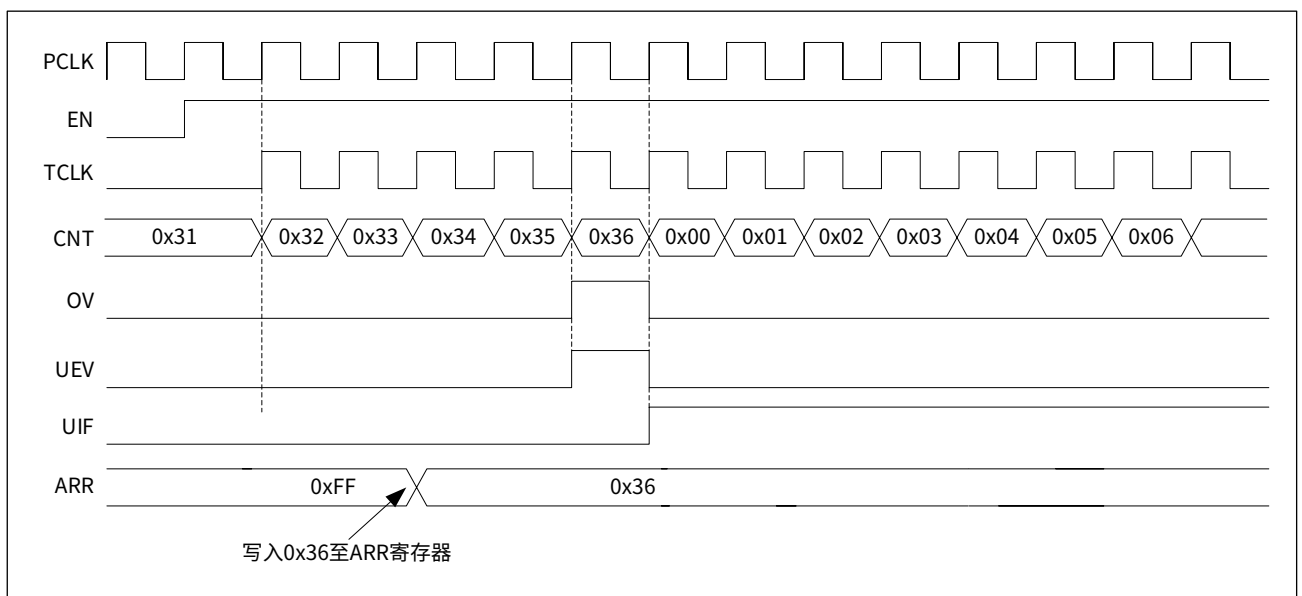 PCLK
EN
TCLK
CNT 0x31 0x32 0x33 0x34 0x35 0x36 0x00 0x01 0x02 0x03 0x04 0x05 0x06
OV
UEV
UIF
ARR 0xFF 0x36
写入0x36至ARR寄存器